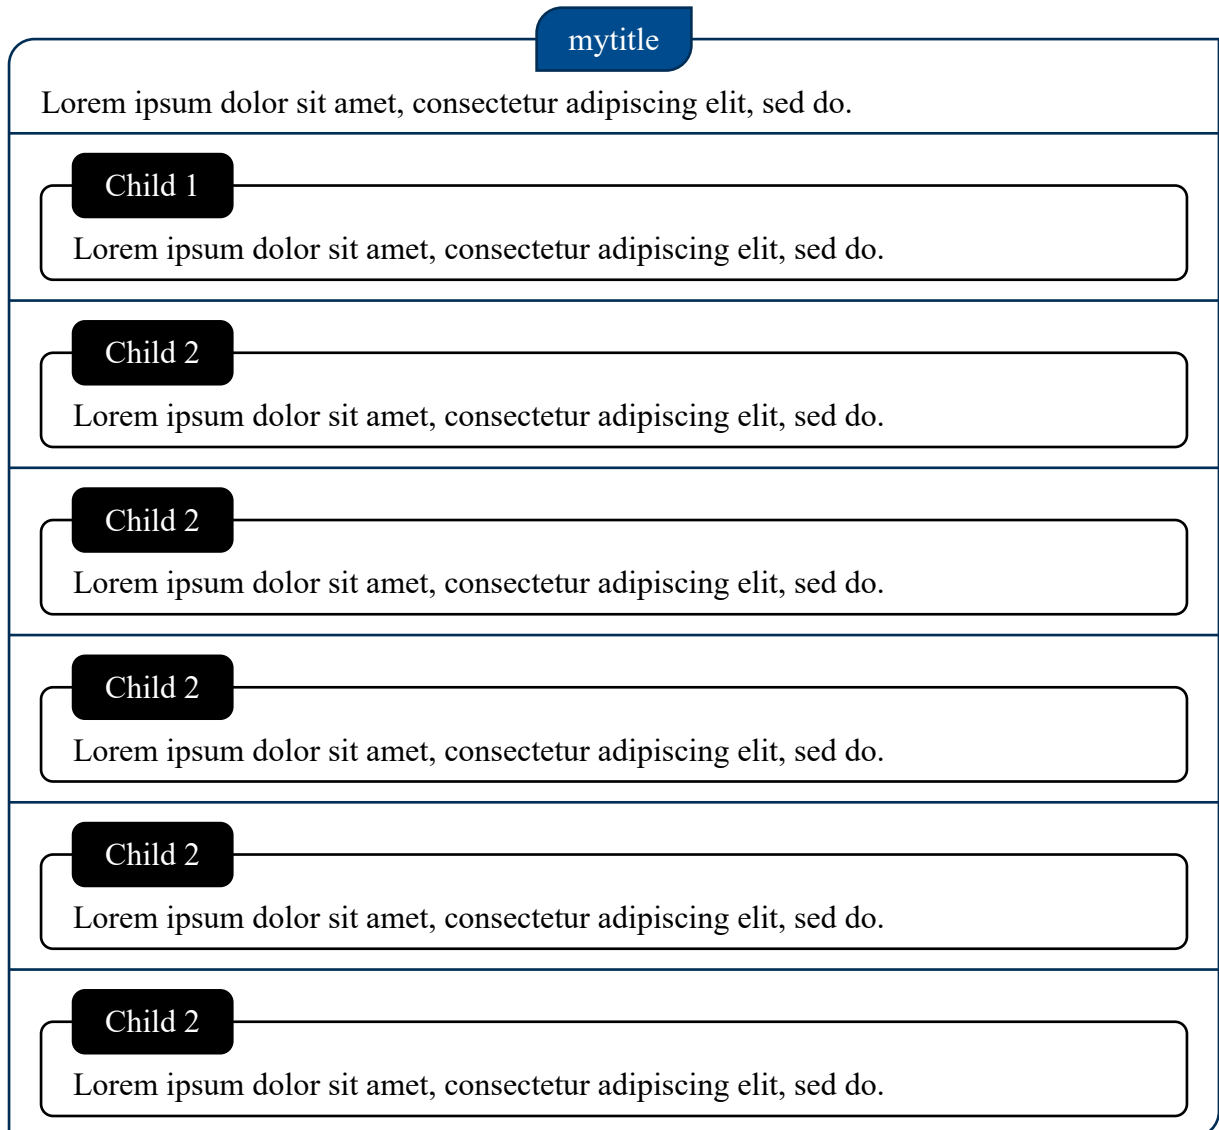 mytitle
Lorem ipsum dolor sit amet, consectetur adipiscing elit, sed do.
Child 1
Lorem ipsum dolor sit amet, consectetur adipiscing elit, sed do.
Child 2
Lorem ipsum dolor sit amet, consectetur adipiscing elit, sed do.
Child 2
Lorem ipsum dolor sit amet, consectetur adipiscing elit, sed do.
Child 2
Lorem ipsum dolor sit amet, consectetur adipiscing elit, sed do.
Child 2
Lorem ipsum dolor sit amet, consectetur adipiscing elit, sed do.
Child 2
Lorem ipsum dolor sit amet, consectetur adipiscing elit, sed do.